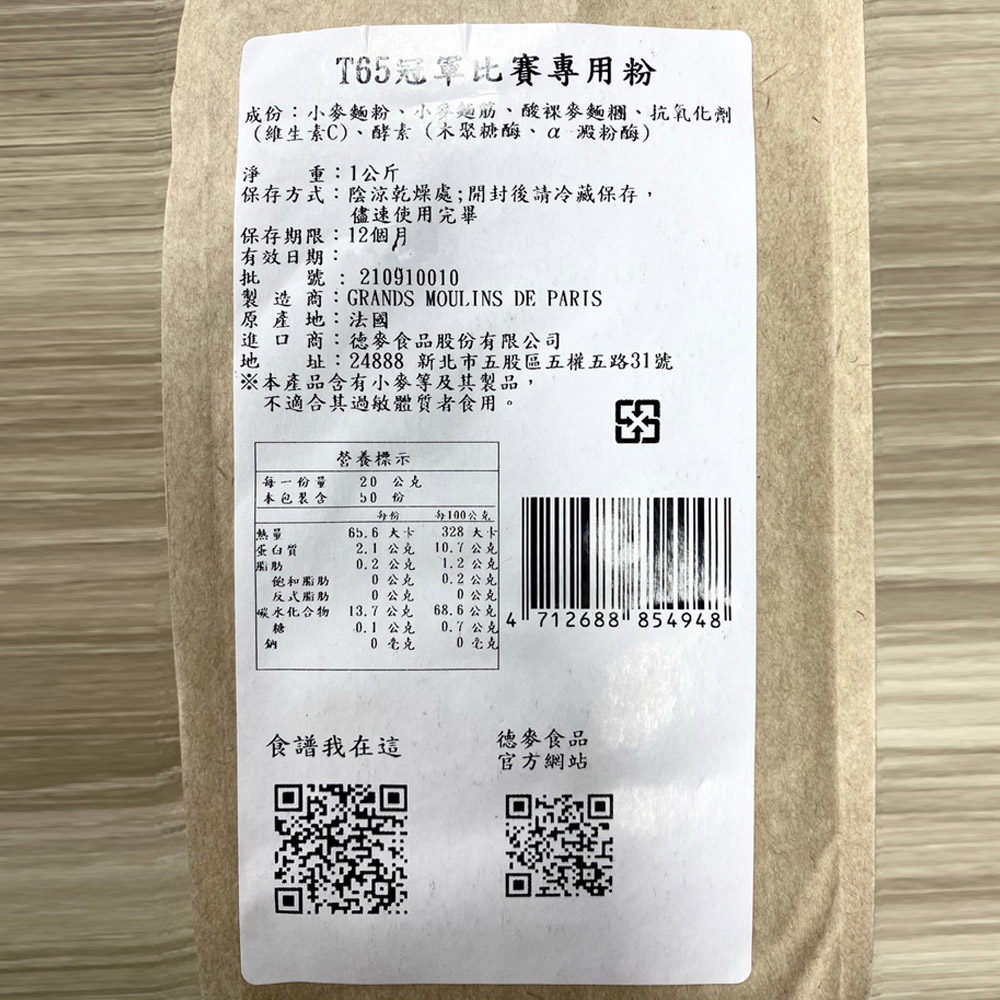 T65冠軍比賽專用粉
成份：小麥麵粉、小麥麵筋、酸裸麥麵糰、抗氧化劑
(維生素C)、酵素 (木聚糖酶、α-澱粉酶)
淨 重：1公斤
保存方式：陰涼乾燥處;開封後請冷藏保存，
儘速使用完畢
保存期限：12個月
有效日期：
批 號：210910010
製 造 商：GRANDS MOULINS DE PARIS
原 產 地：法國
進 口 商：德麥食品股份有限公司
地 址：24888 新北市五股區五權五路31號
※本產品含有小麥等及其製品，
不適合其過敏體質者食用。
營養標示
每一份量 20 公克
本包裝含 50 份
每份 每100公克
熱量 65.6 大卡 328 大卡
蛋白質 2.1 公克 10.7 公克
脂肪 0.2 公克 1.2 公克
飽和脂肪 0 公克 0.2 公克
反式脂肪 0 公克 0 公克
碳水化合物 13.7 公克 68.6 公克
糖 0.1 公克 0.7 公克
鈉 0 毫克 0 毫克
4 712688 854948
食譜我在這
德麥食品
官方網站